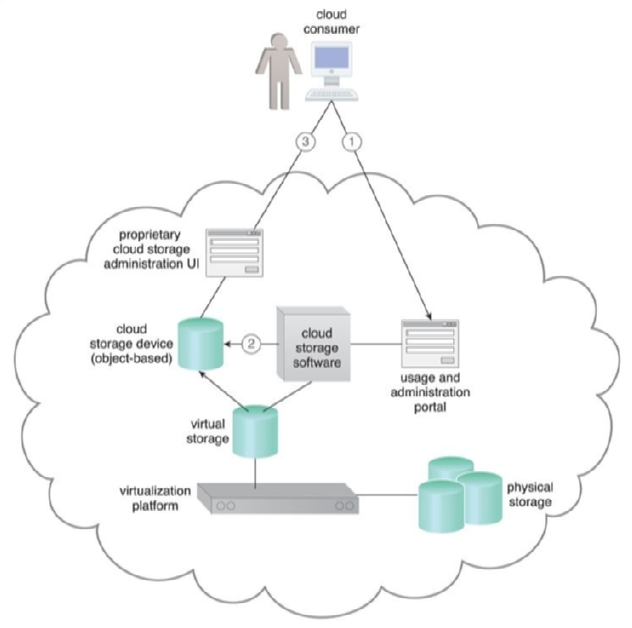 cloud
consumer
3
1
proprietary
cloud storage
administration UI
cloud
storage device
(object-based)
2
cloud
storage
software
usage and
administration
portal
virtual
storage
virtualization
platform
physical
storage